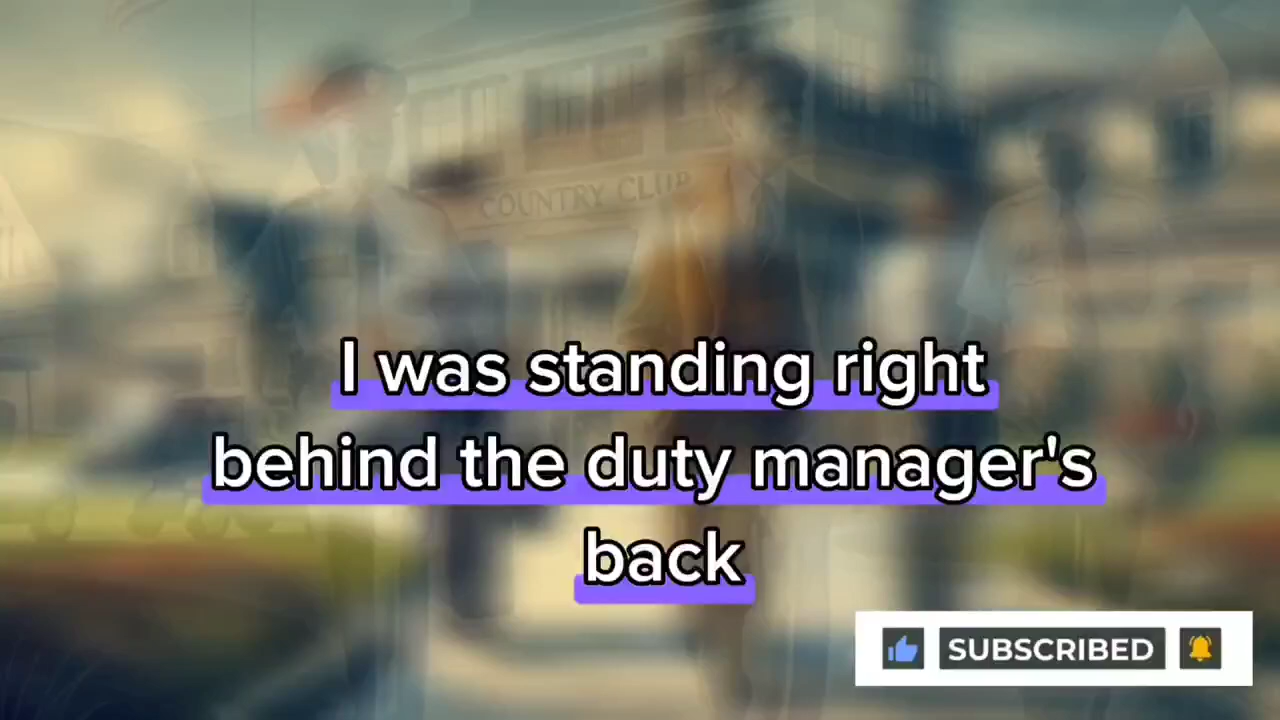 COUNTRY CLUB
I was standing right
behind the duty manager's
back
SUBSCRIBED